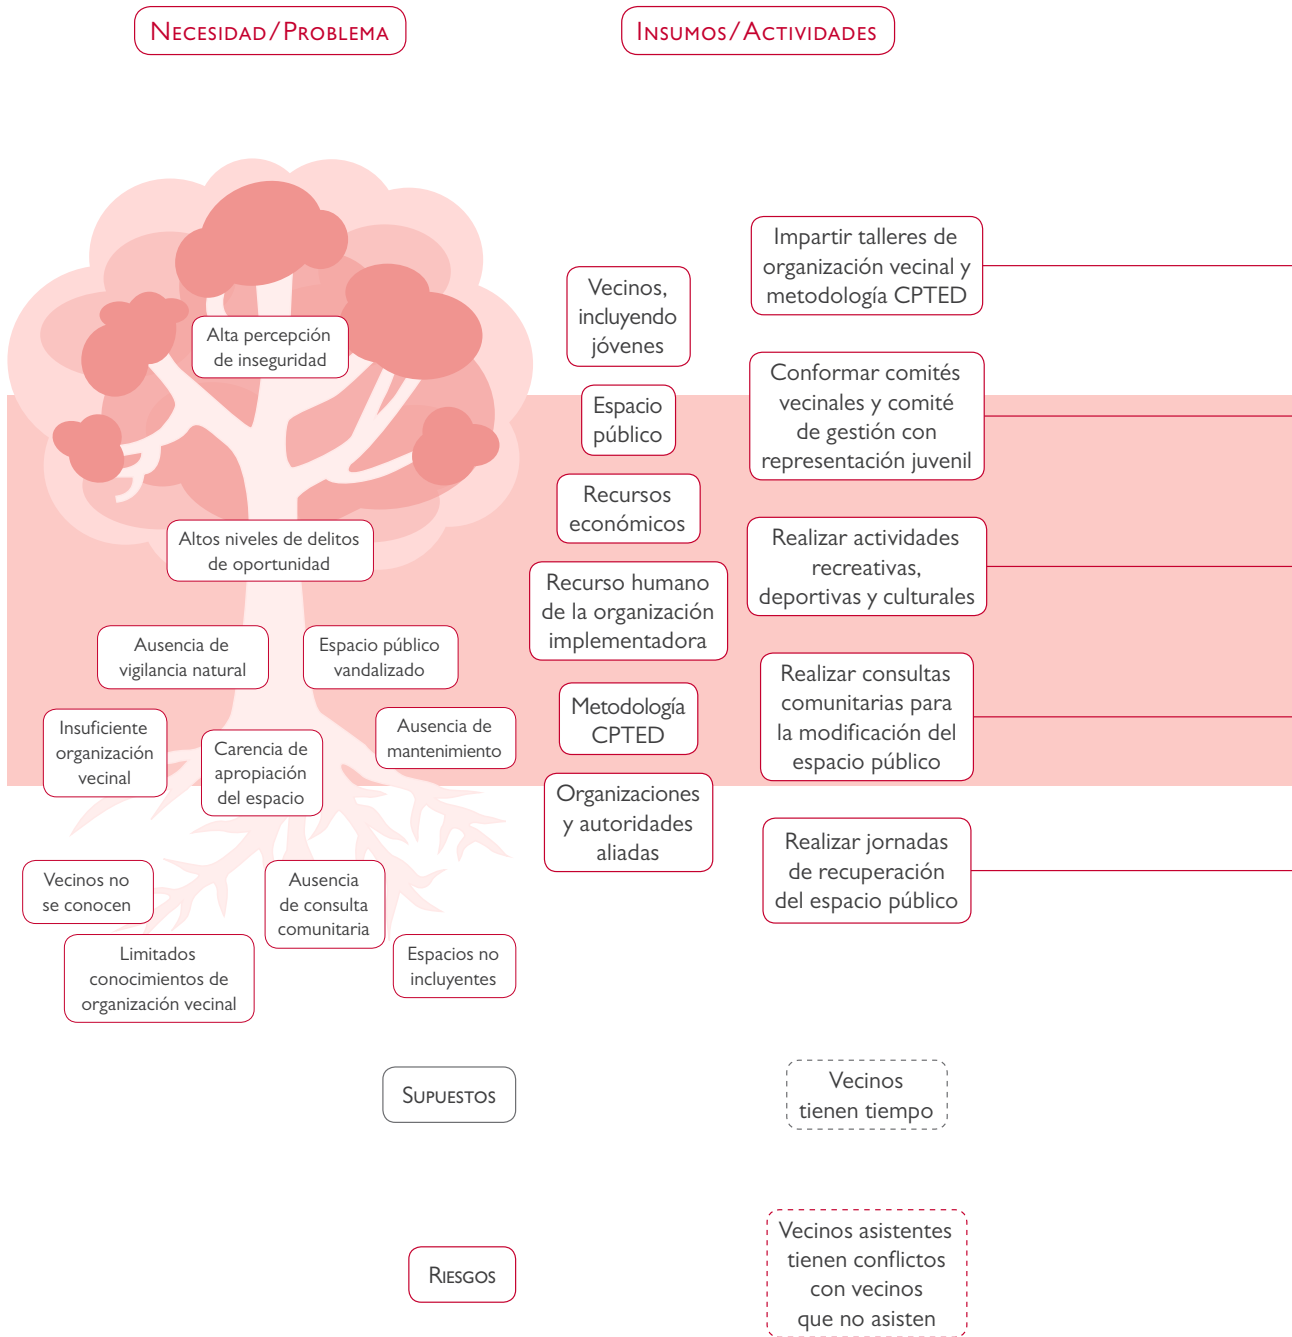 NECESIDAD/PROBLEMA
INSUMOS/ACTIVIDADES
Alta percepción
de inseguridad
Altos niveles de delitos
de oportunidad
Ausencia de
vigilancia natural
Espacio público
vandalizado
Insuficiente
organización
vecinal
Carencia de
apropiación
del espacio
Ausencia de
mantenimiento
Vecinos no
se conocen
Ausencia
de consulta
comunitaria
Limitados
conocimientos de
organización vecinal
Espacios no
incluyentes
Vecinos,
incluyendo
jóvenes
Espacio
público
Recursos
económicos
Recurso humano
de la organización
implementadora
Metodología
CPTED
Organizaciones
y autoridades
aliadas
Impartir talleres de
organización vecinal y
metodología CPTED
Conformar comités
vecinales y comité
de gestión con
representación juvenil
Realizar actividades
recreativas,
deportivas y culturales
Realizar consultas
comunitarias para
la modificación del
espacio público
Realizar jornadas
de recuperación
del espacio público
SUPUESTOS
Vecinos
tienen tiempo
RIESGOS
Vecinos asistentes
tienen conflictos
con vecinos
que no asisten